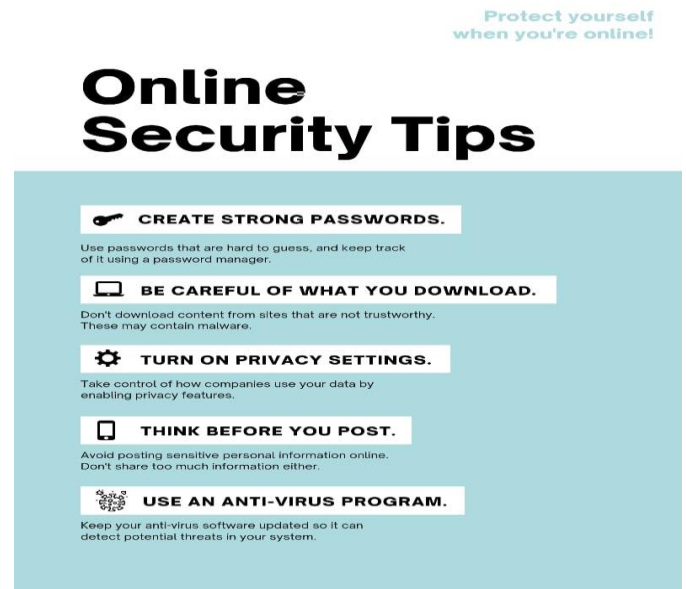 Protect yourself
when you're online!
Online
Security Tips
CREATE STRONG PASSWORDS.
Use passwords that are hard to guess, and keep track
of it using a password manager.
BE CAREFUL OF WHAT YOU DOWNLOAD.
Don't download content from sites that are not trustworthy.
These may contain malware.
TURN ON PRIVACY SETTINGS.
Take control of how companies use your data by
enabling privacy features.
THINK BEFORE YOU POST.
Avoid posting sensitive personal information online.
Don't share too much information either.
USE AN ANTI-VIRUS PROGRAM.
Keep your anti-virus software updated so it can
detect potential threats in your system.